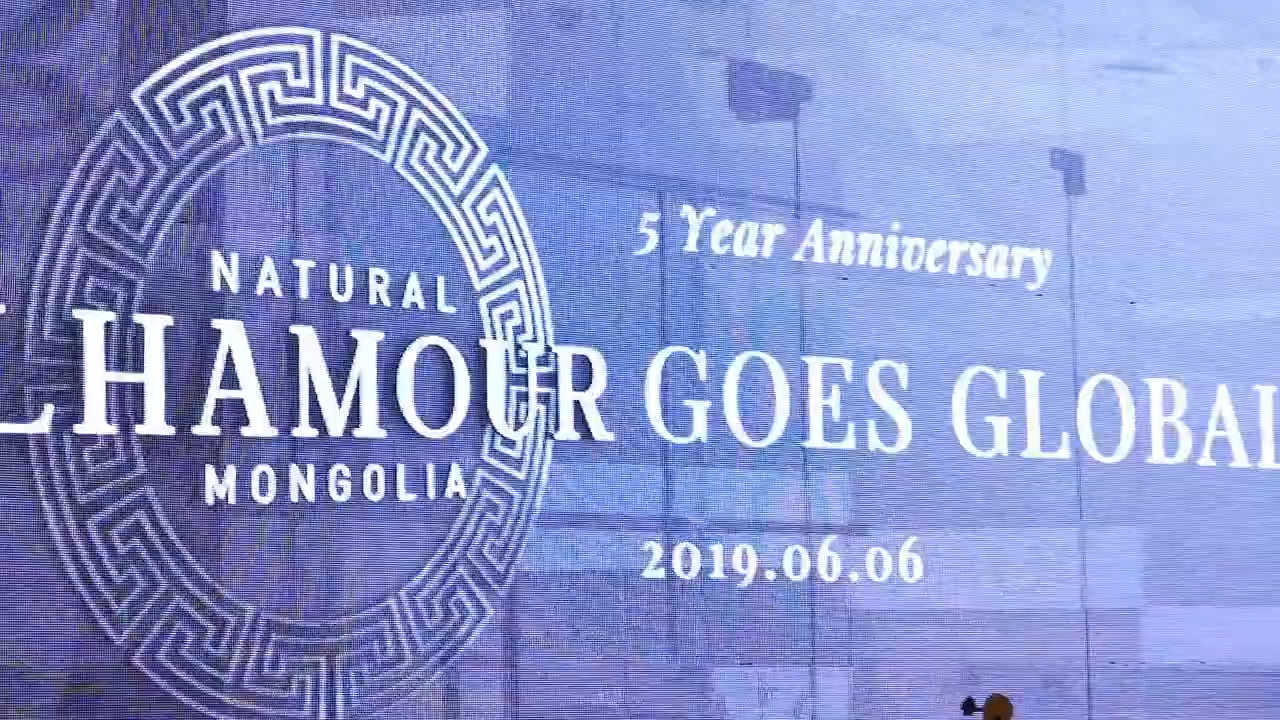 5 Year Anniversary
NATURAL
LHAMOUR GOES GLOBAL
MONGOLIA
2019.06.06